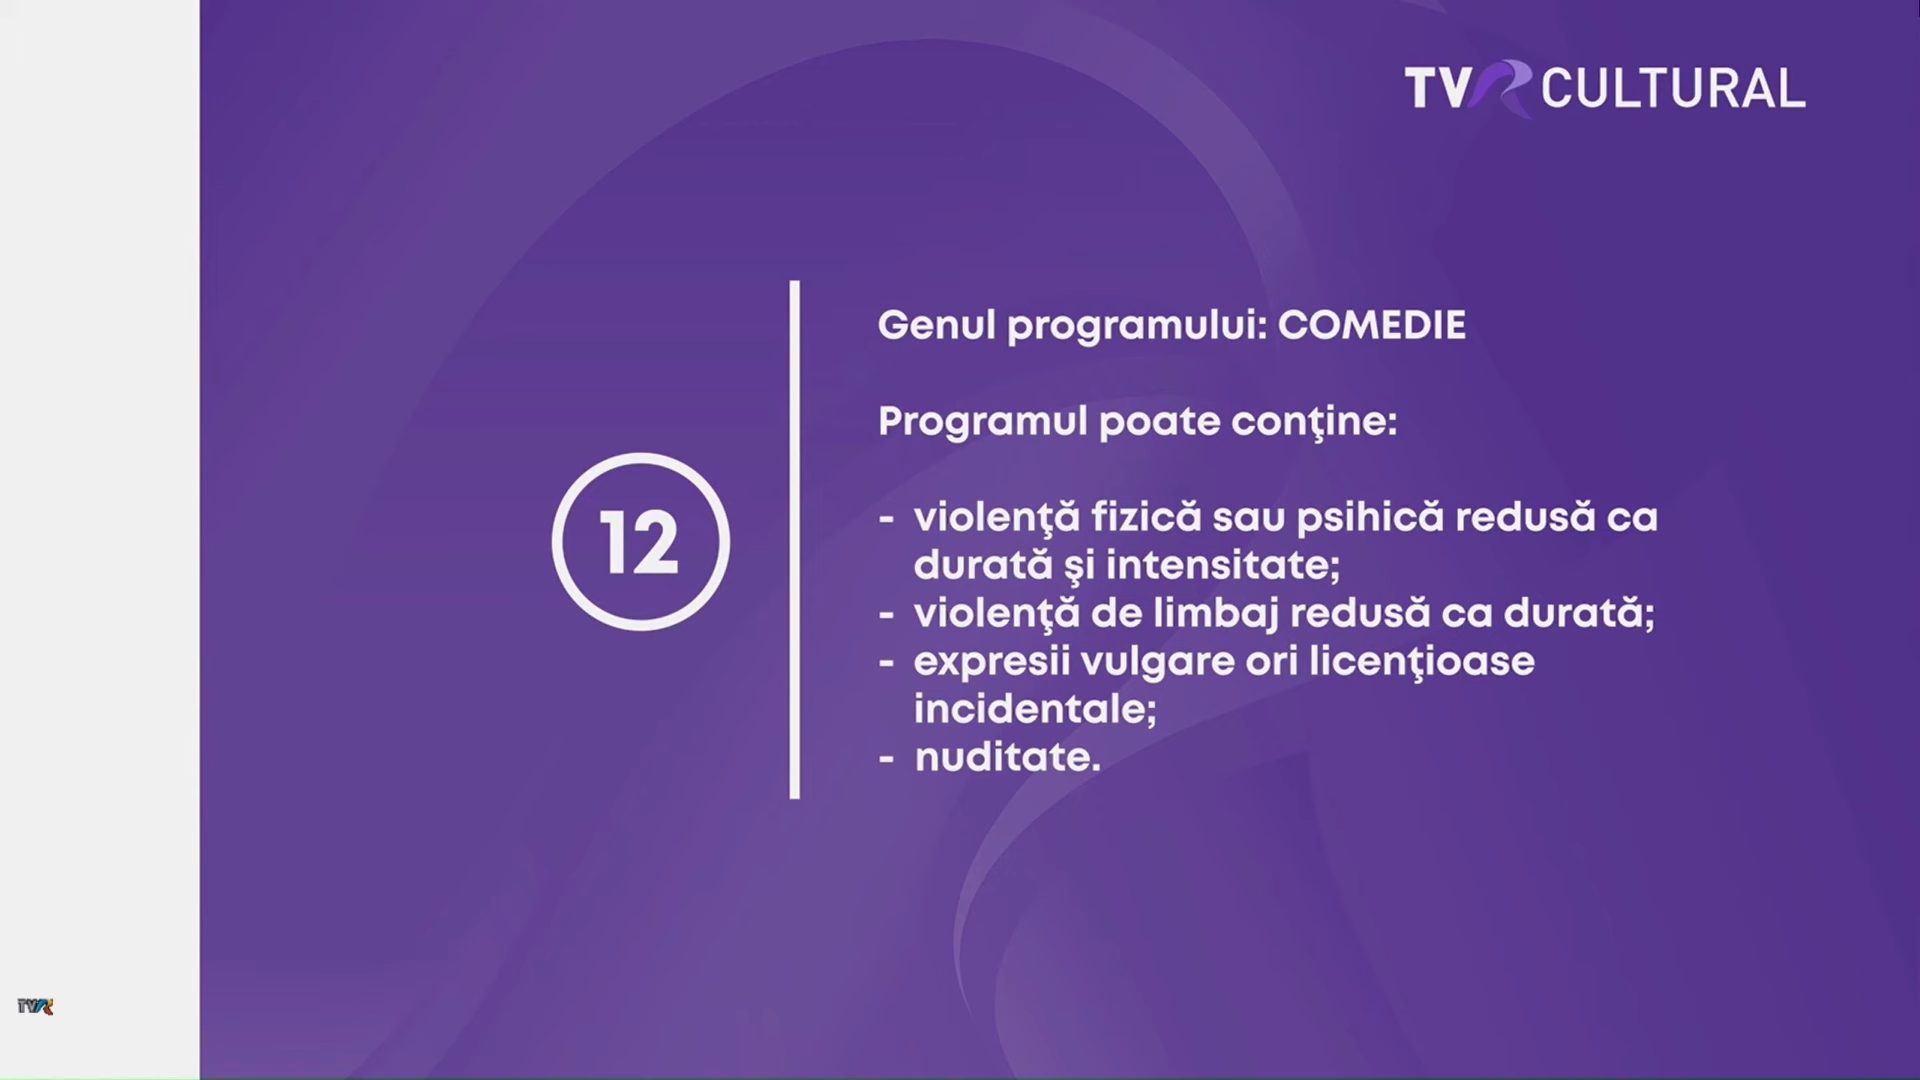 TVR CULTURAL
Genul programului: COMEDIE
Programul poate conţine:
12
- violenţă fizică sau psihică redusă ca
durată şi intensitate;
- violenţă de limbaj redusă ca durată;
- expresii vulgare ori licenţioase
incidentale;
- nuditate.
TVR